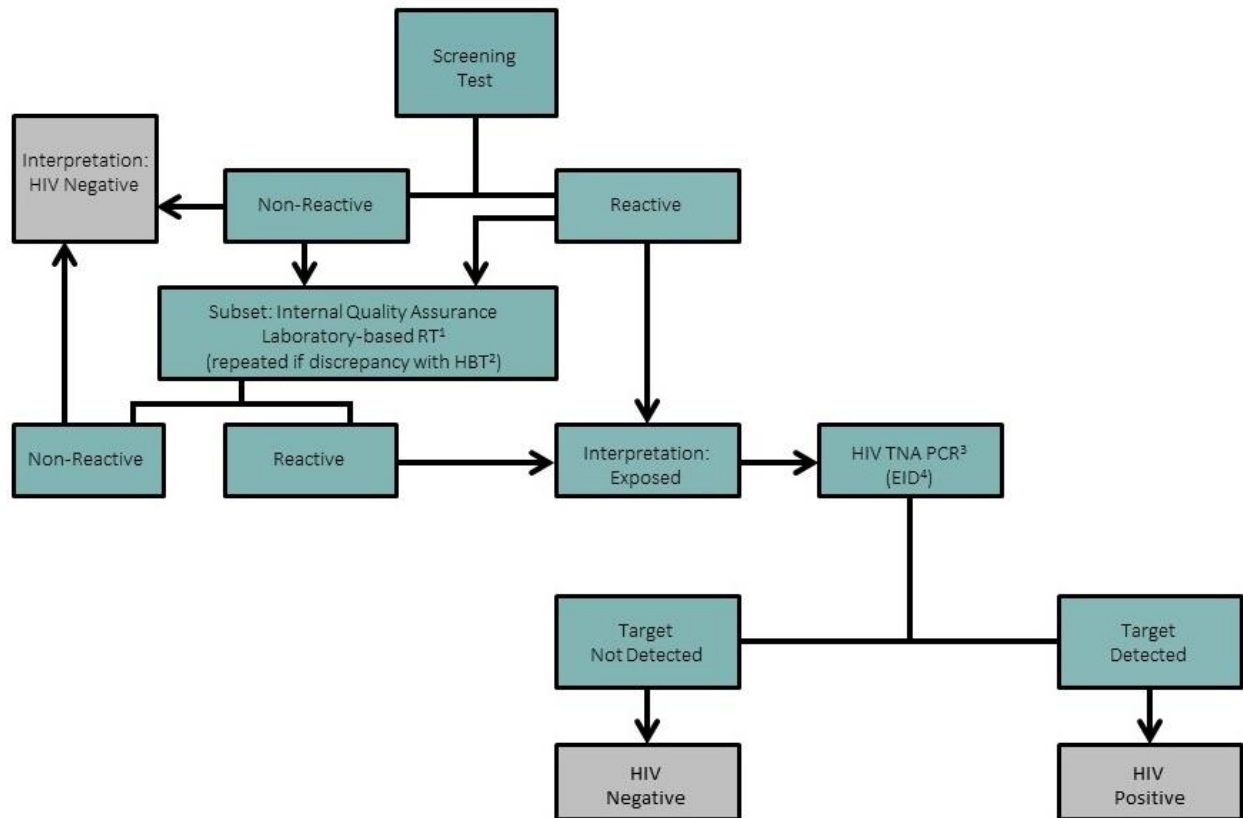 Screening
Test
Interpretation:
HIV Negative
Non-Reactive
Reactive
Subset: Internal Quality Assurance
Laboratory-based RT¹
(repeated if discrepancy with HBT²)
Non-Reactive
Reactive
Interpretation:
Exposed
HIV TNA PCR³
(EID⁴)
Target
Not Detected
Target
Detected
HIV
Negative
HIV
Positive